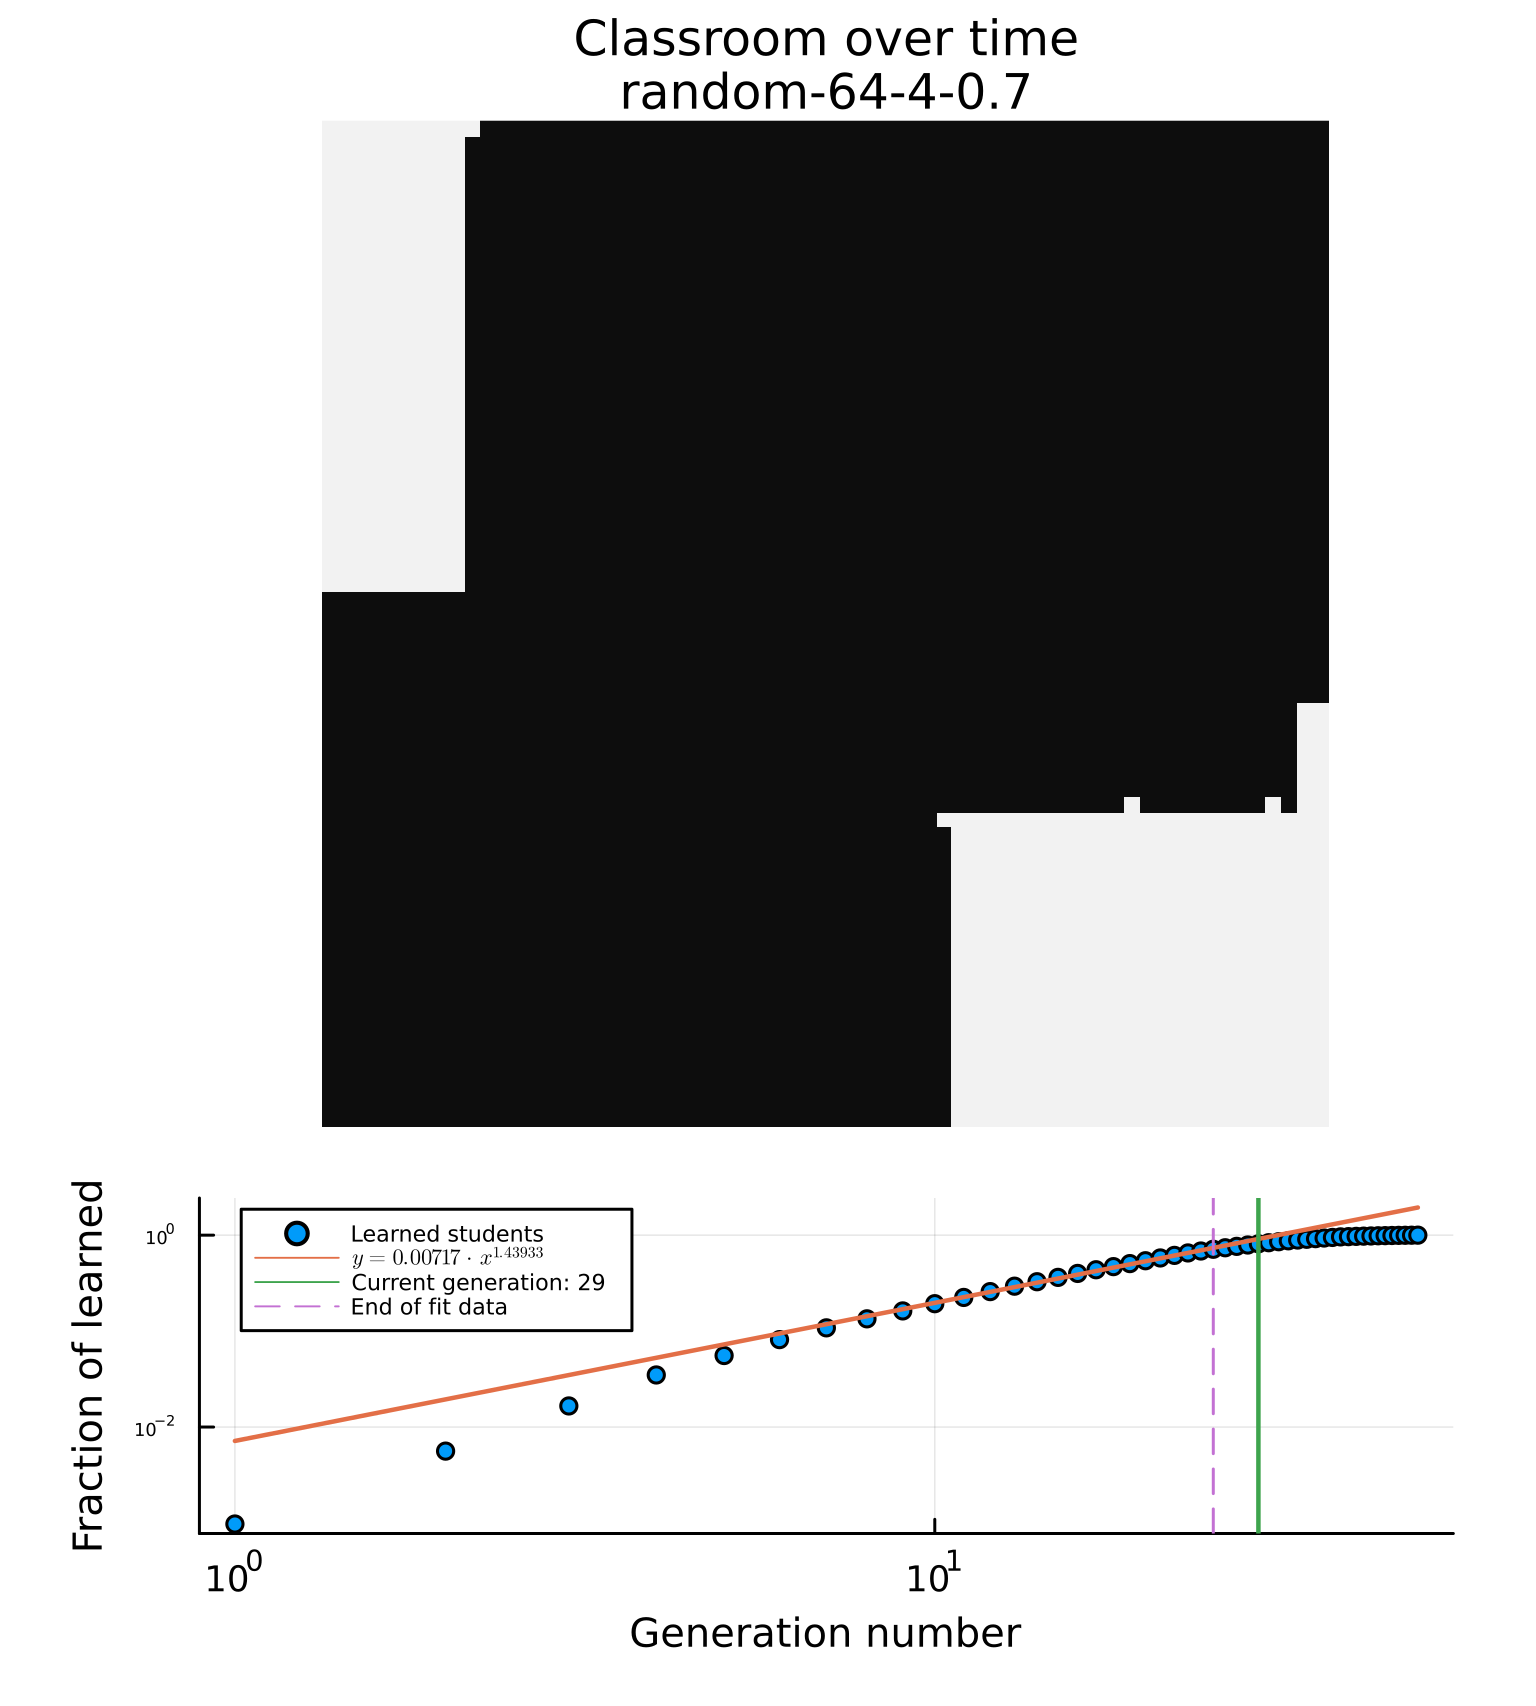 Classroom over time
random-64-4-0.7
Fraction of learned
10^0
10^-2
Learned students
y = 0.00717 · x^1.43933
Current generation: 29
End of fit data
10^0
10^1
Generation number